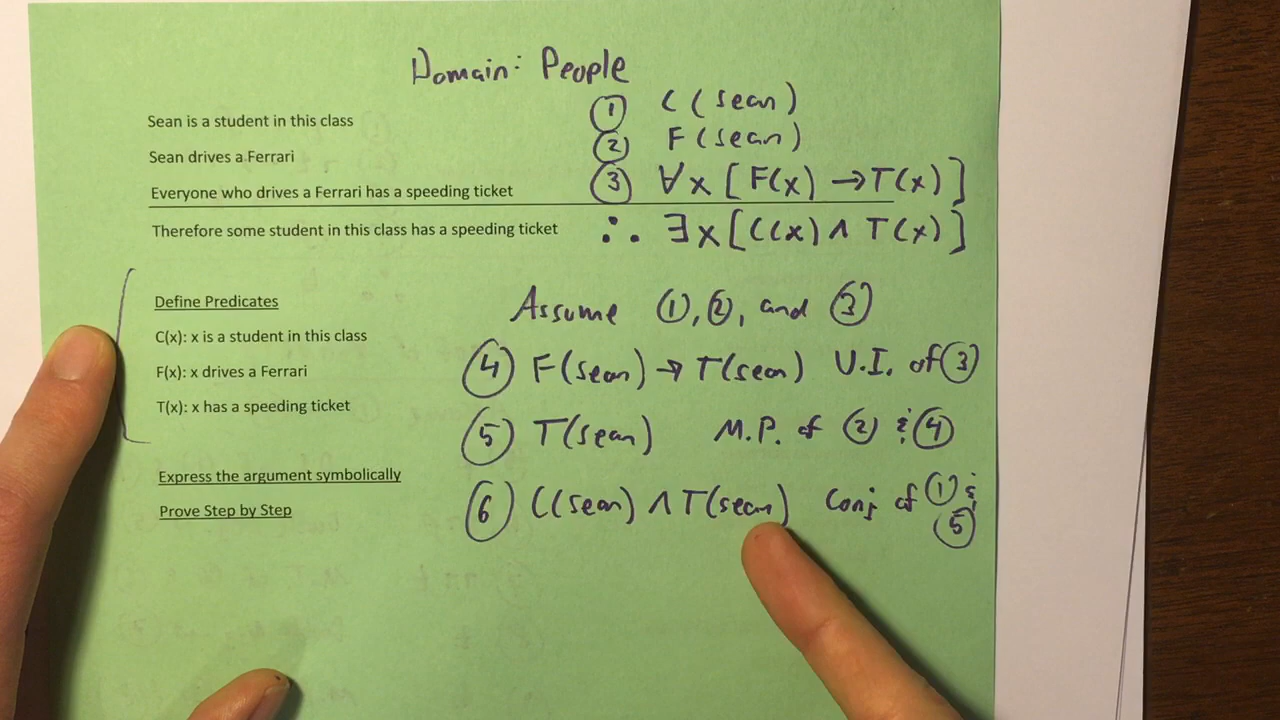 Domain: People
Sean is a student in this class ① C(sean)
Sean drives a Ferrari ② F(sean)
Everyone who drives a Ferrari has a speeding ticket ③ ∀x[F(x) → T(x)]
Therefore some student in this class has a speeding ticket ∴ ∃x[C(x) ∧ T(x)]
Define Predicates
C(x): x is a student in this class
F(x): x drives a Ferrari
T(x): x has a speeding ticket
Express the argument symbolically
Prove Step by Step
Assume ①, ②, and ③
④ F(sean) → T(sean) U.I. of ③
⑤ T(sean) M.P. of ② & ④
⑥ C(sean) ∧ T(sean) Conj of ① &
⑤